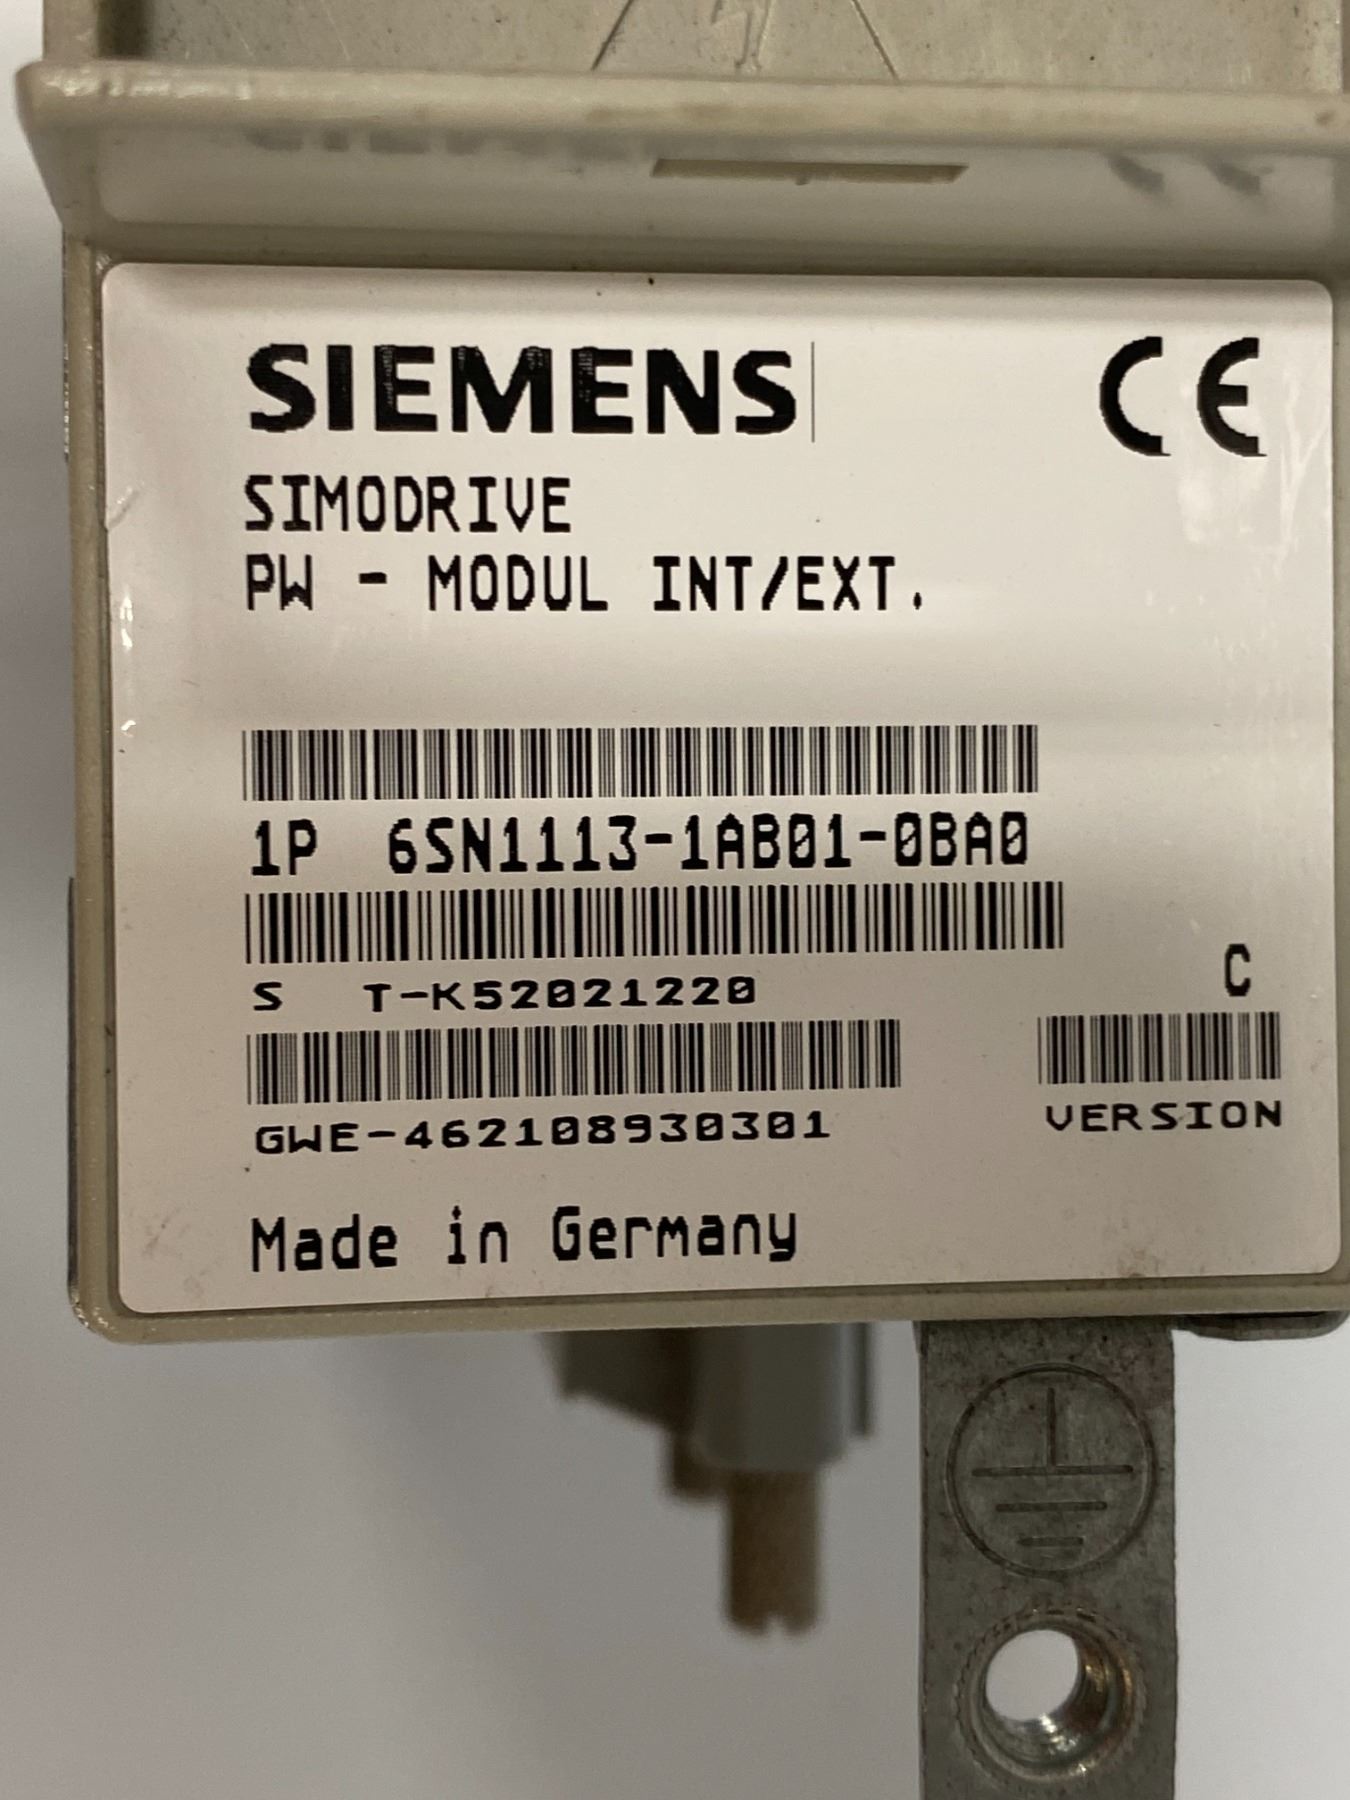 SIEMENS CE
SIMODRIVE
PW - MODUL INT/EXT.
1P 6SN1113-1AB01-0BA0
S T-K52021220
C
GWE-462108930301
VERSION
Made in Germany